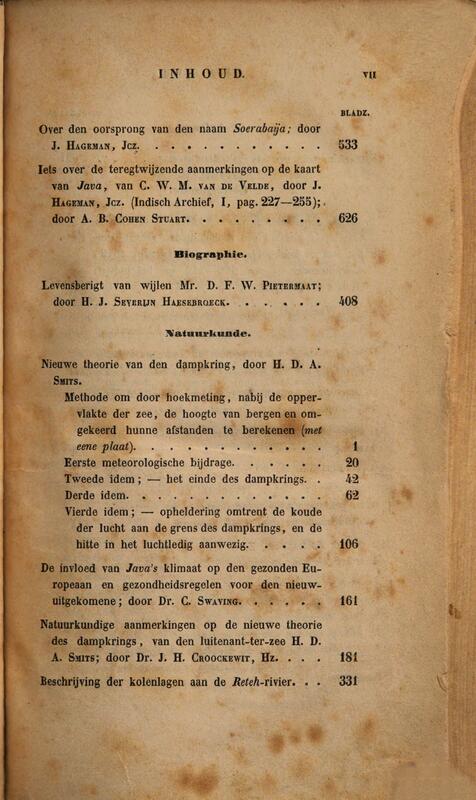 INHOUD. VII
BLADZ.
Over den oorsprong van den naam Soerabaija; door
J. HAGEMAN, JCZ. . . . . . . . . . . . 533
Iets over de teregtwijzende aanmerkingen op de kaart
van Java, van C. W. M. VAN DE VELDE, door J.
HAGEMAN, JCZ. (Indisch Archief, I, pag. 227—255);
door A. B. COHEN STUART. . . . . . . . . 626
Biographie.
Levensberigt van wijlen Mr. D. F. W. PIETERMAAT;
door H. J. SEVERIJN HAESEBROECK. . . . . . . 408
Natuurkunde.
Nieuwe theorie van den dampkring, door H. D. A.
SMITS.
Methode om door hoekmeting, nabij de opper-
vlakte der zee, de hoogte van bergen en om-
gekeerd hunne afstanden te berekenen (met
eene plaat). . . . . . . . . . . . 1
Eerste meteorologische bijdrage. . . . . . 20
Tweede idem; — het einde des dampkrings. . 42
Derde idem. . . . . . . . . . . . . 62
Vierde idem; — opheldering omtrent de koude
der lucht aan de grens des dampkrings, en de
hitte in het luchtledig aanwezig. . . . . 106
De invloed van Java's klimaat op den gezonden Eu-
ropeaan en gezondheidsregelen voor den nieuw-
uitgekomene; door Dr. C. SWAVING. . . . . . 161
Natuurkundige aanmerkingen op de nieuwe theorie
des dampkrings, van den luitenant-ter-zee H. D.
A. SMITS; door Dr. J. H. CROOCKEWIT, HZ. . . . 181
Beschrijving der kolenlagen aan de Reteh-rivier. . . 331